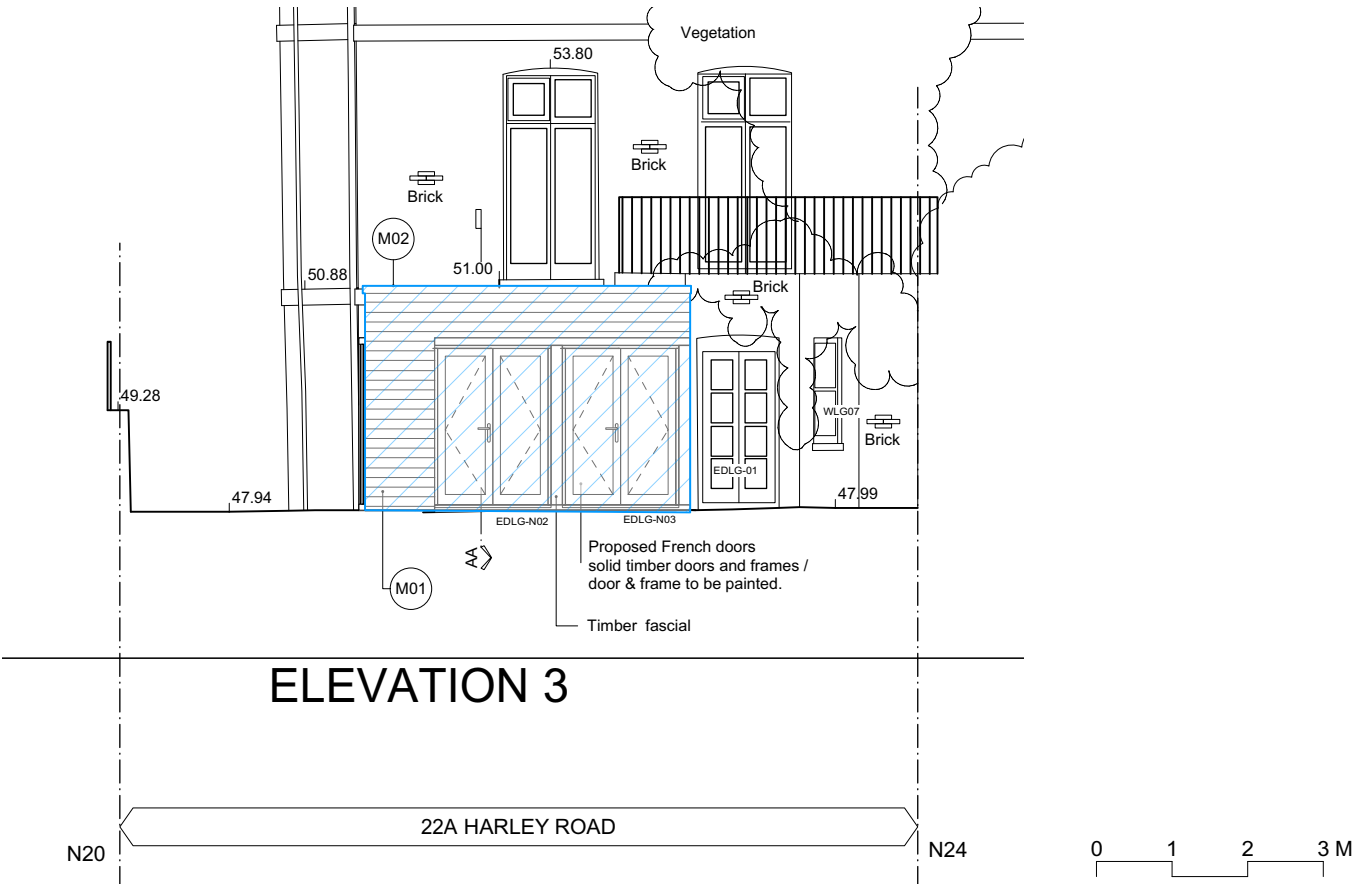 Vegetation
53.80
Brick
Brick
M02
50.88
51.00
Brick
49.28
WLG07
Brick
EDLG-01
47.94
47.99
EDLG-N02
EDLG-N03
AA
Proposed French doors
solid timber doors and frames /
door & frame to be painted.
M01
Timber fascial
ELEVATION 3
22A HARLEY ROAD
N20
N24
0 1 2 3 M